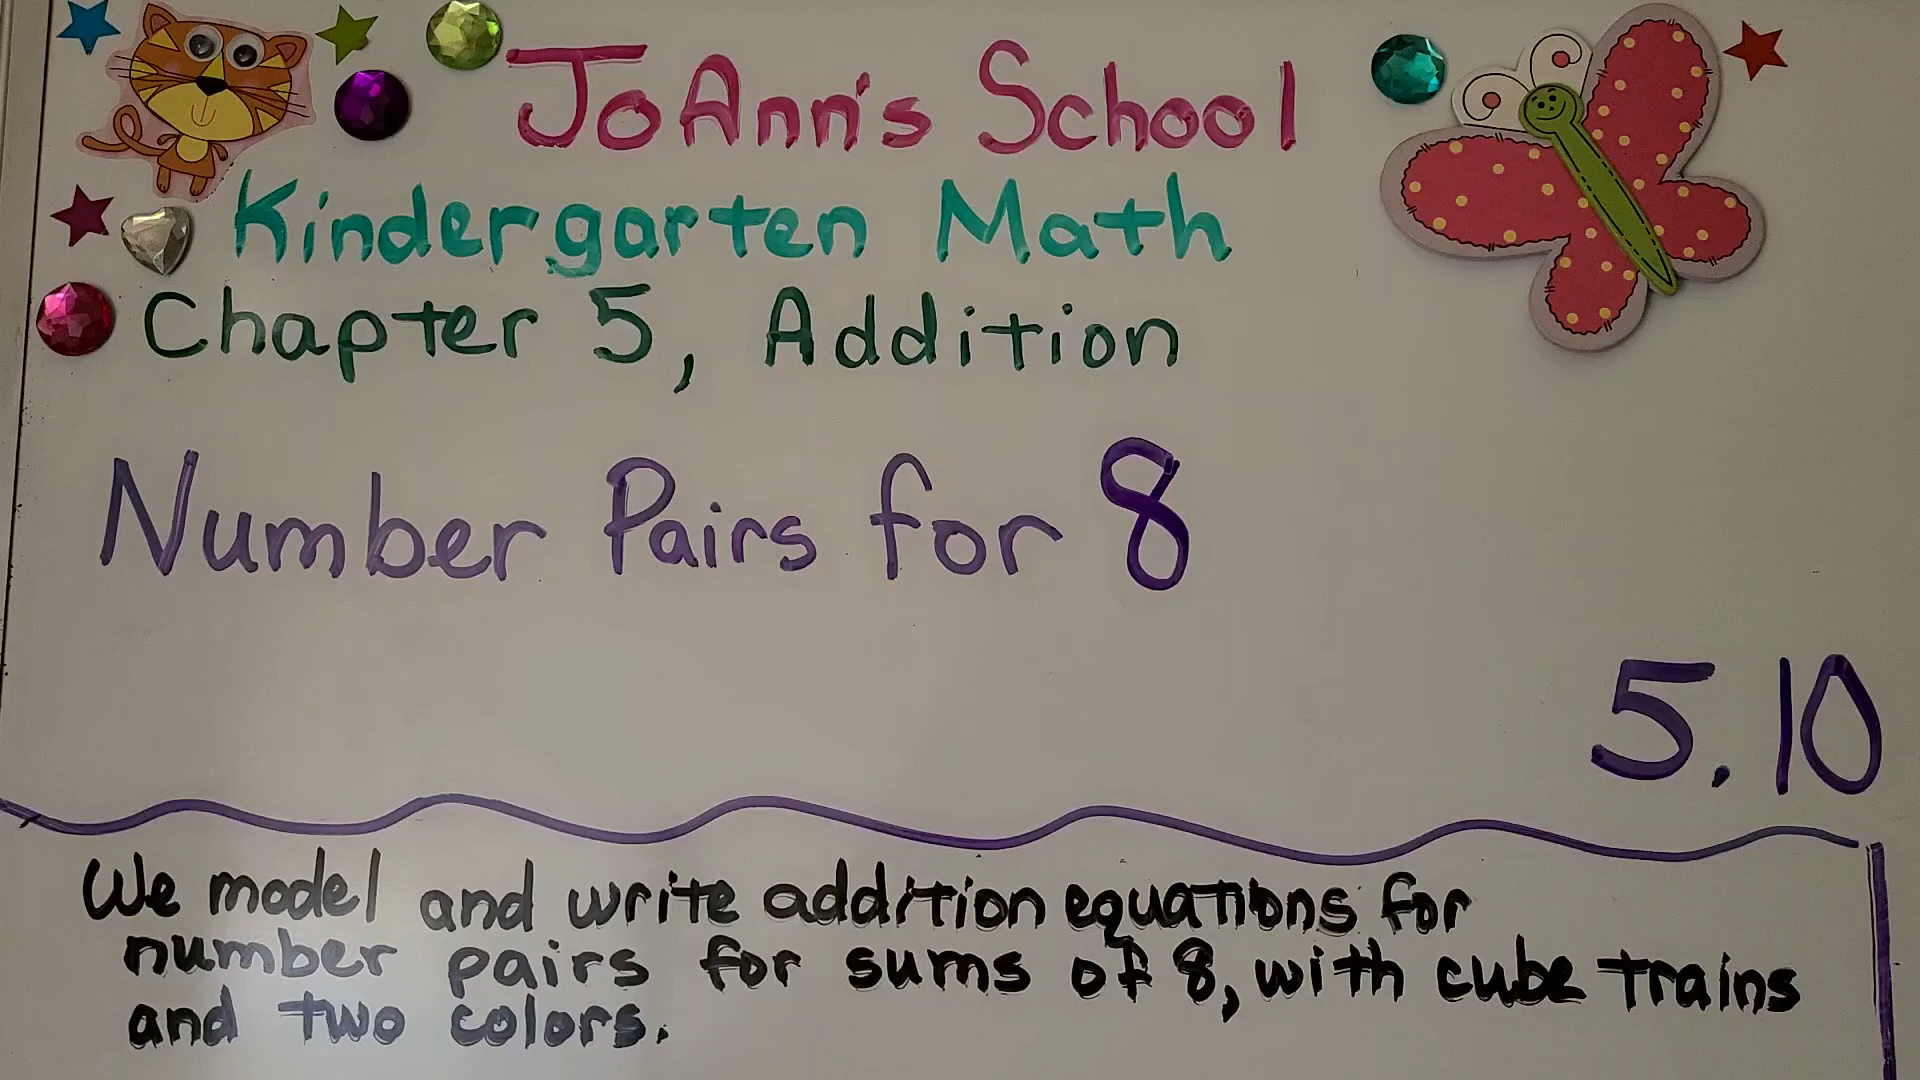 JoAnn's School
Kindergarten Math
Chapter 5, Addition
Number Pairs for 8
5.10
We model and write addition equations for
number pairs for sums of 8, with cube trains
and two colors.